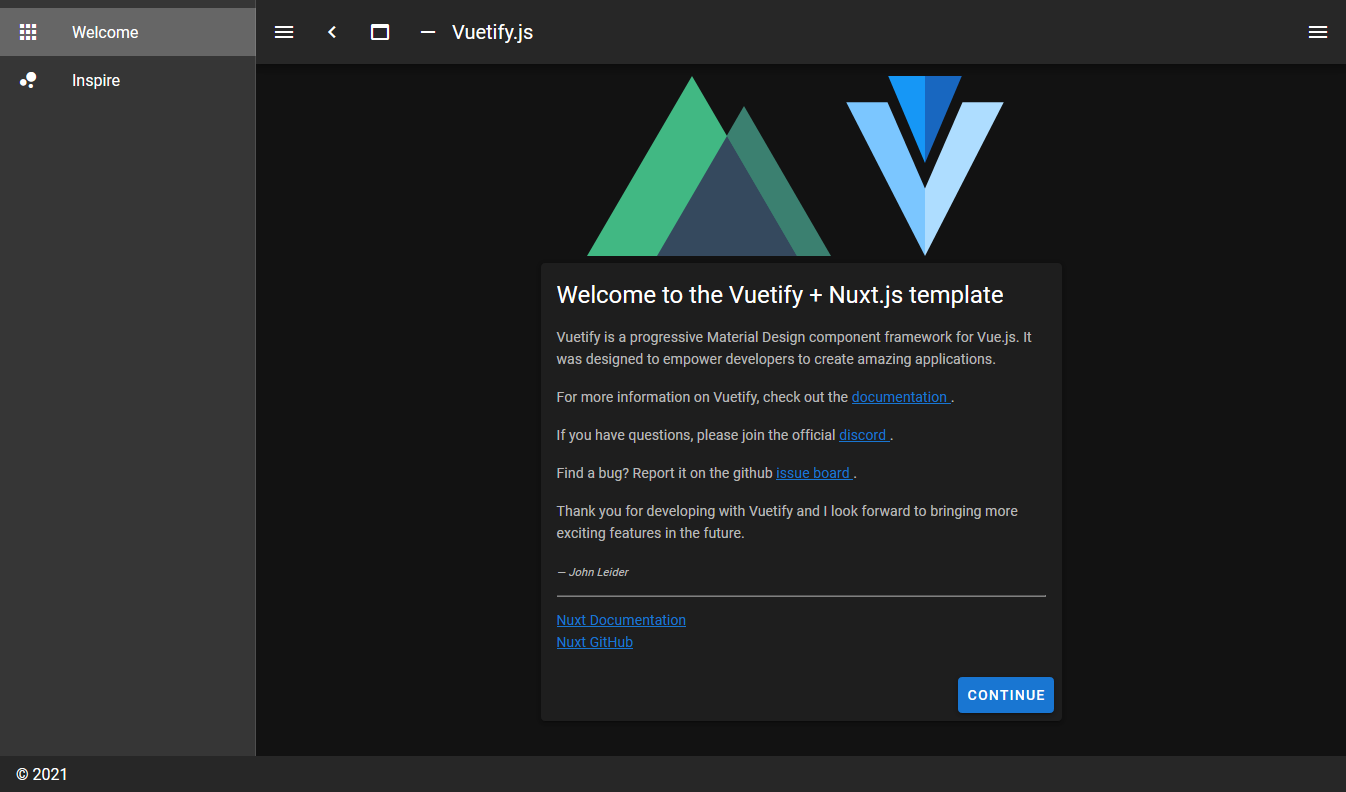 Welcome
Inspire
Vuetify.js
Welcome to the Vuetify + Nuxt.js template
Vuetify is a progressive Material Design component framework for Vue.js. It
was designed to empower developers to create amazing applications.
For more information on Vuetify, check out the documentation .
If you have questions, please join the official discord .
Find a bug? Report it on the github issue board .
Thank you for developing with Vuetify and I look forward to bringing more
exciting features in the future.
— John Leider
Nuxt Documentation
Nuxt GitHub
CONTINUE
© 2021